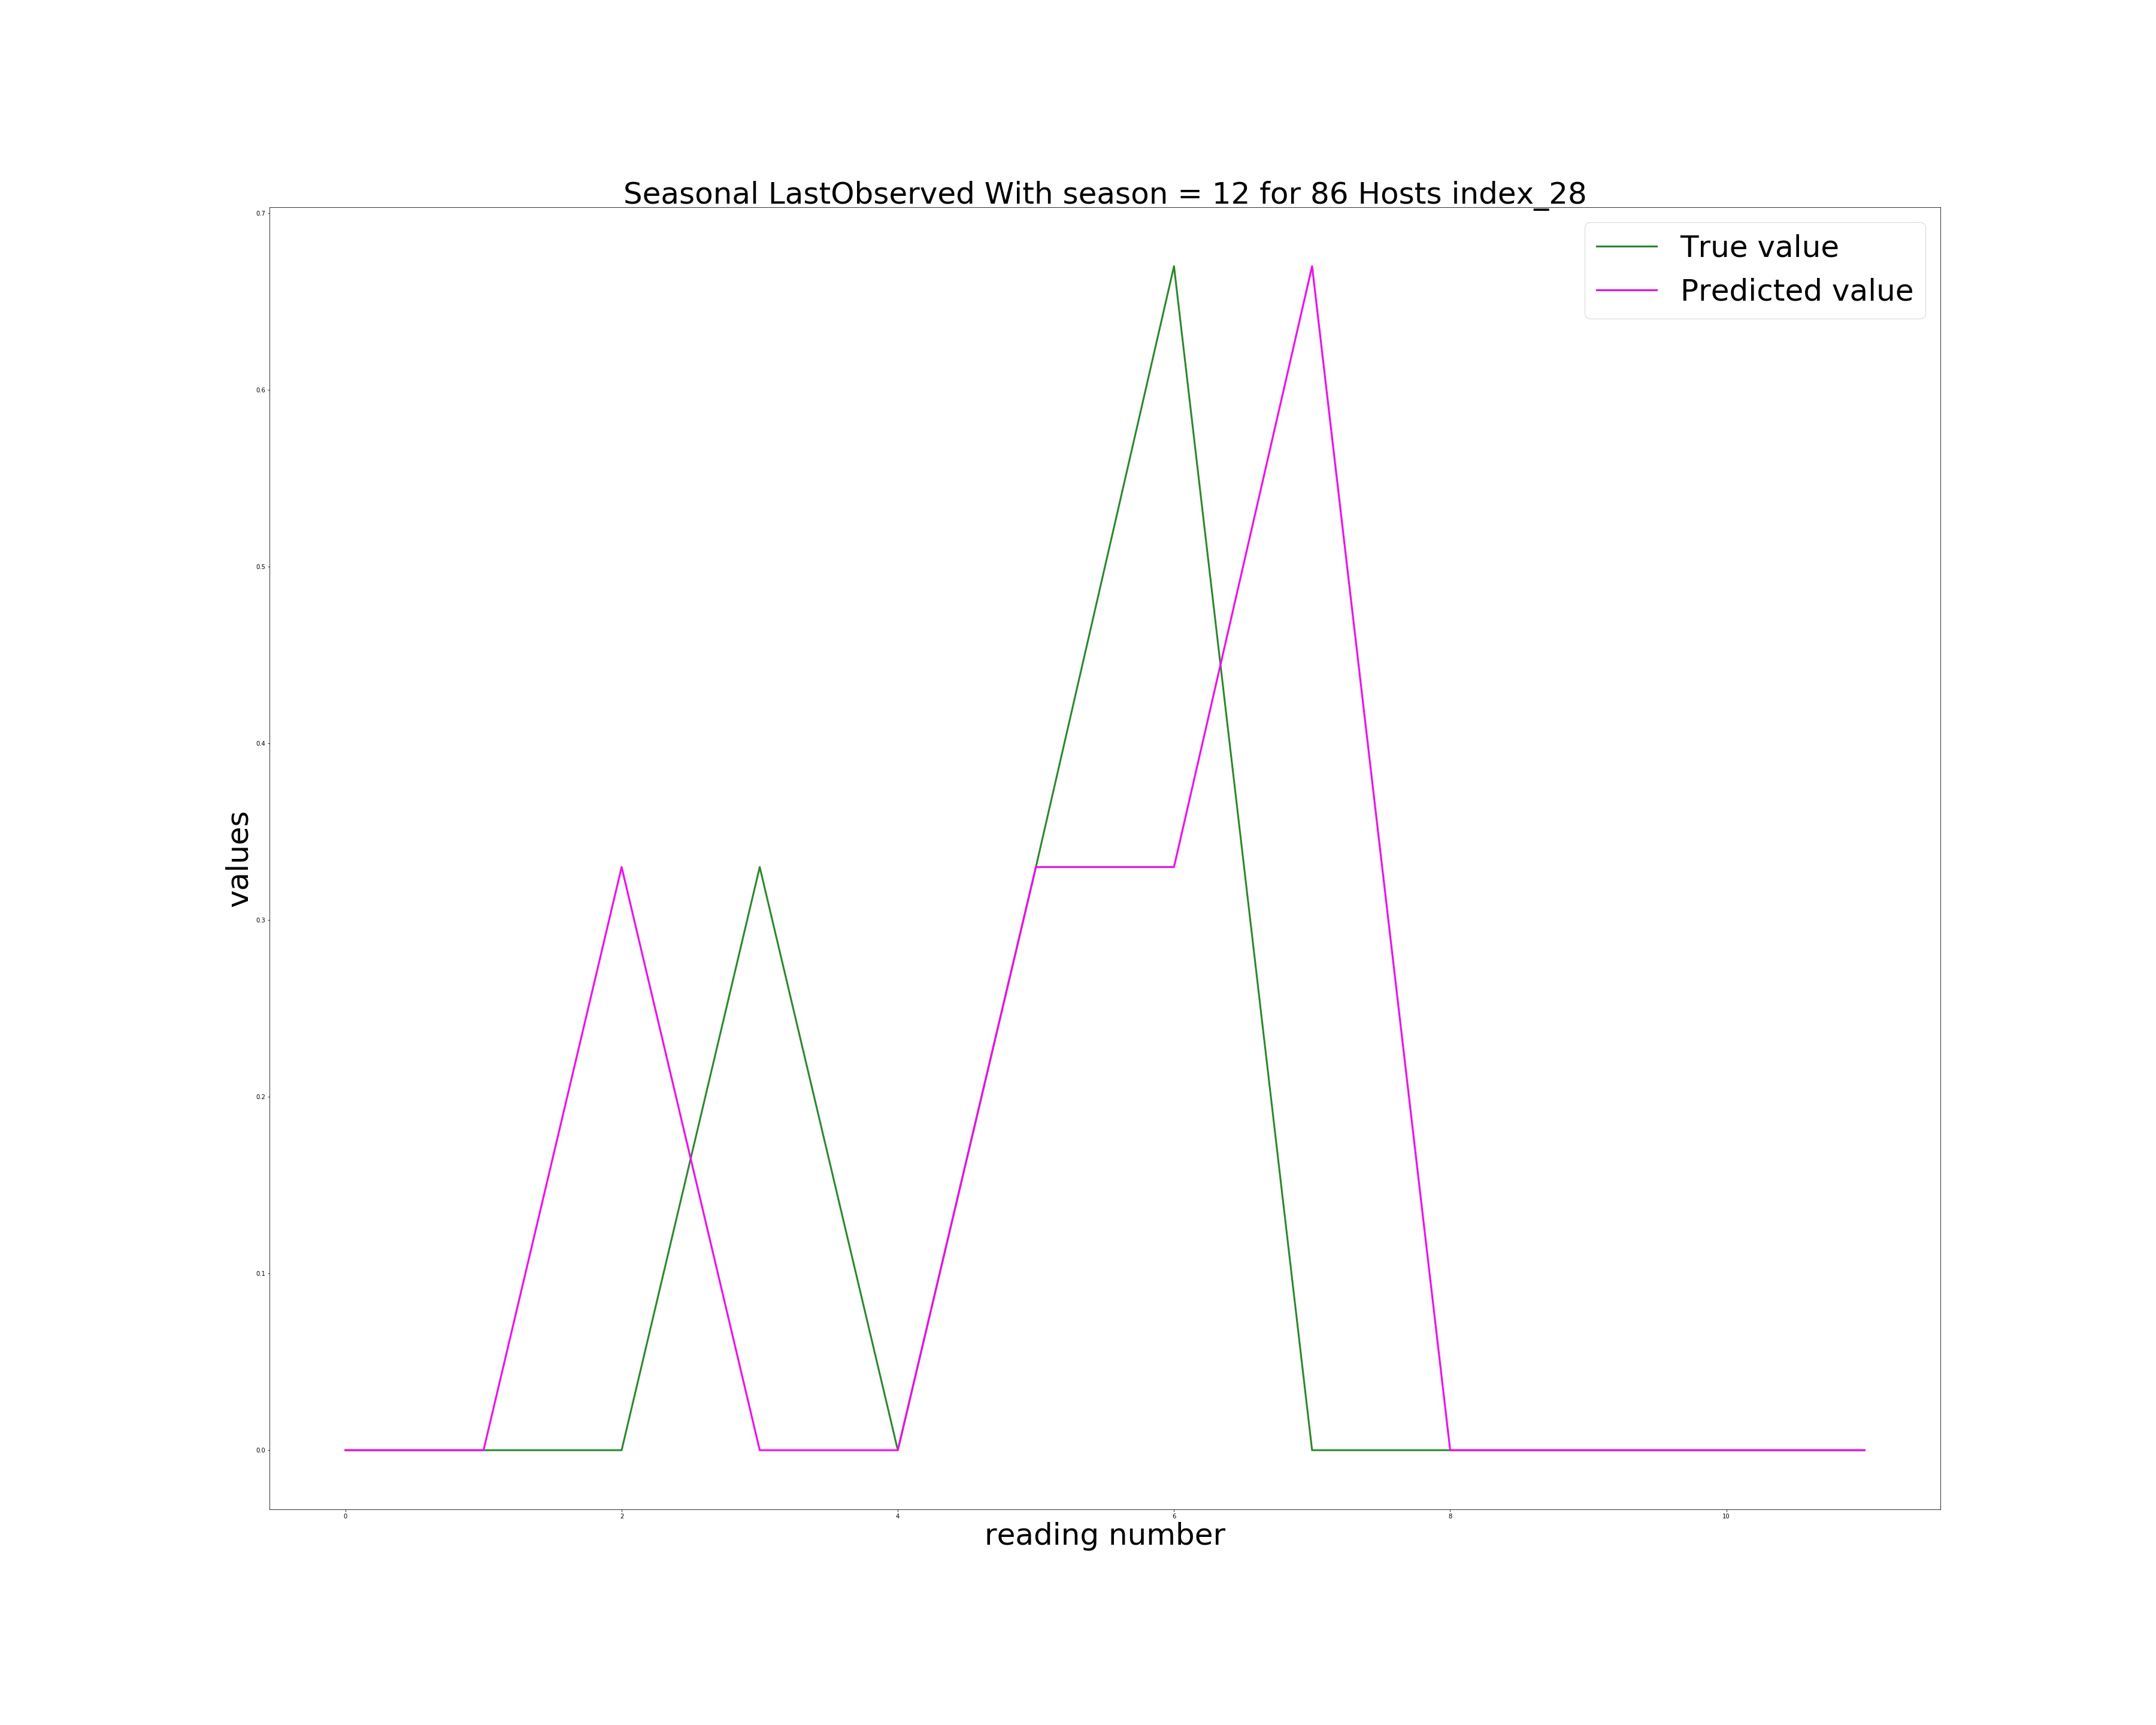 Seasonal LastObserved With season = 12 for 86 Hosts index_28
True value
Predicted value
0.7
0.6
0.5
0.4
0.3
0.2
0.1
0.0
values
0 2 4 6 8 10
reading number